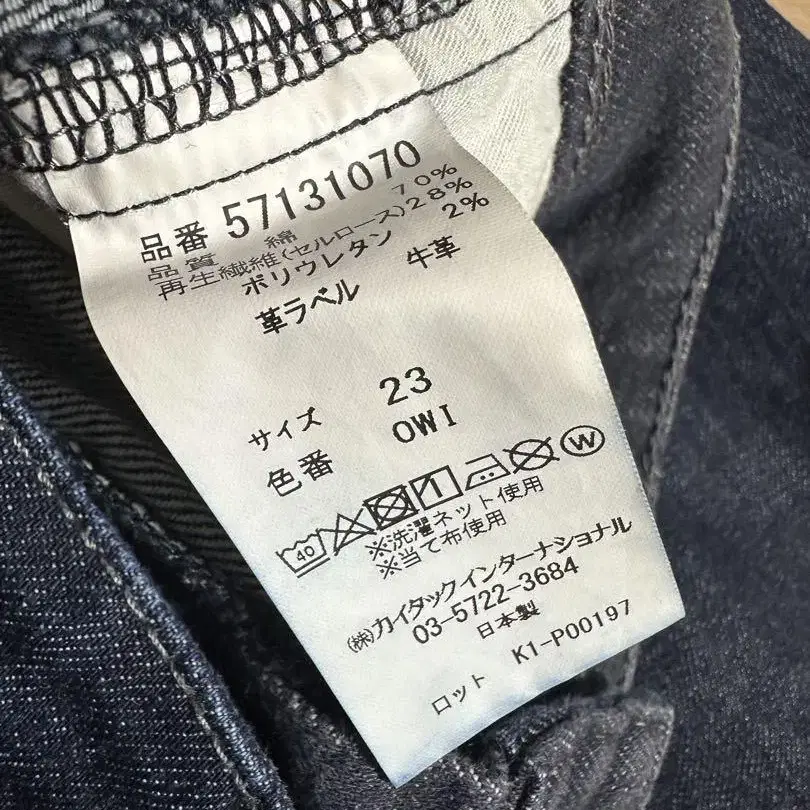 品番 57131070
品質 綿 70%
再生繊維(セルロース)28%
ポリウレタン 2%
革ラベル 牛革
サイズ 23
色番 OWI
40 W
※洗濯ネット使用
※当て布使用
(株)カイタックインターナショナル
03-5722-3684
日本製
ロット K1-P00197